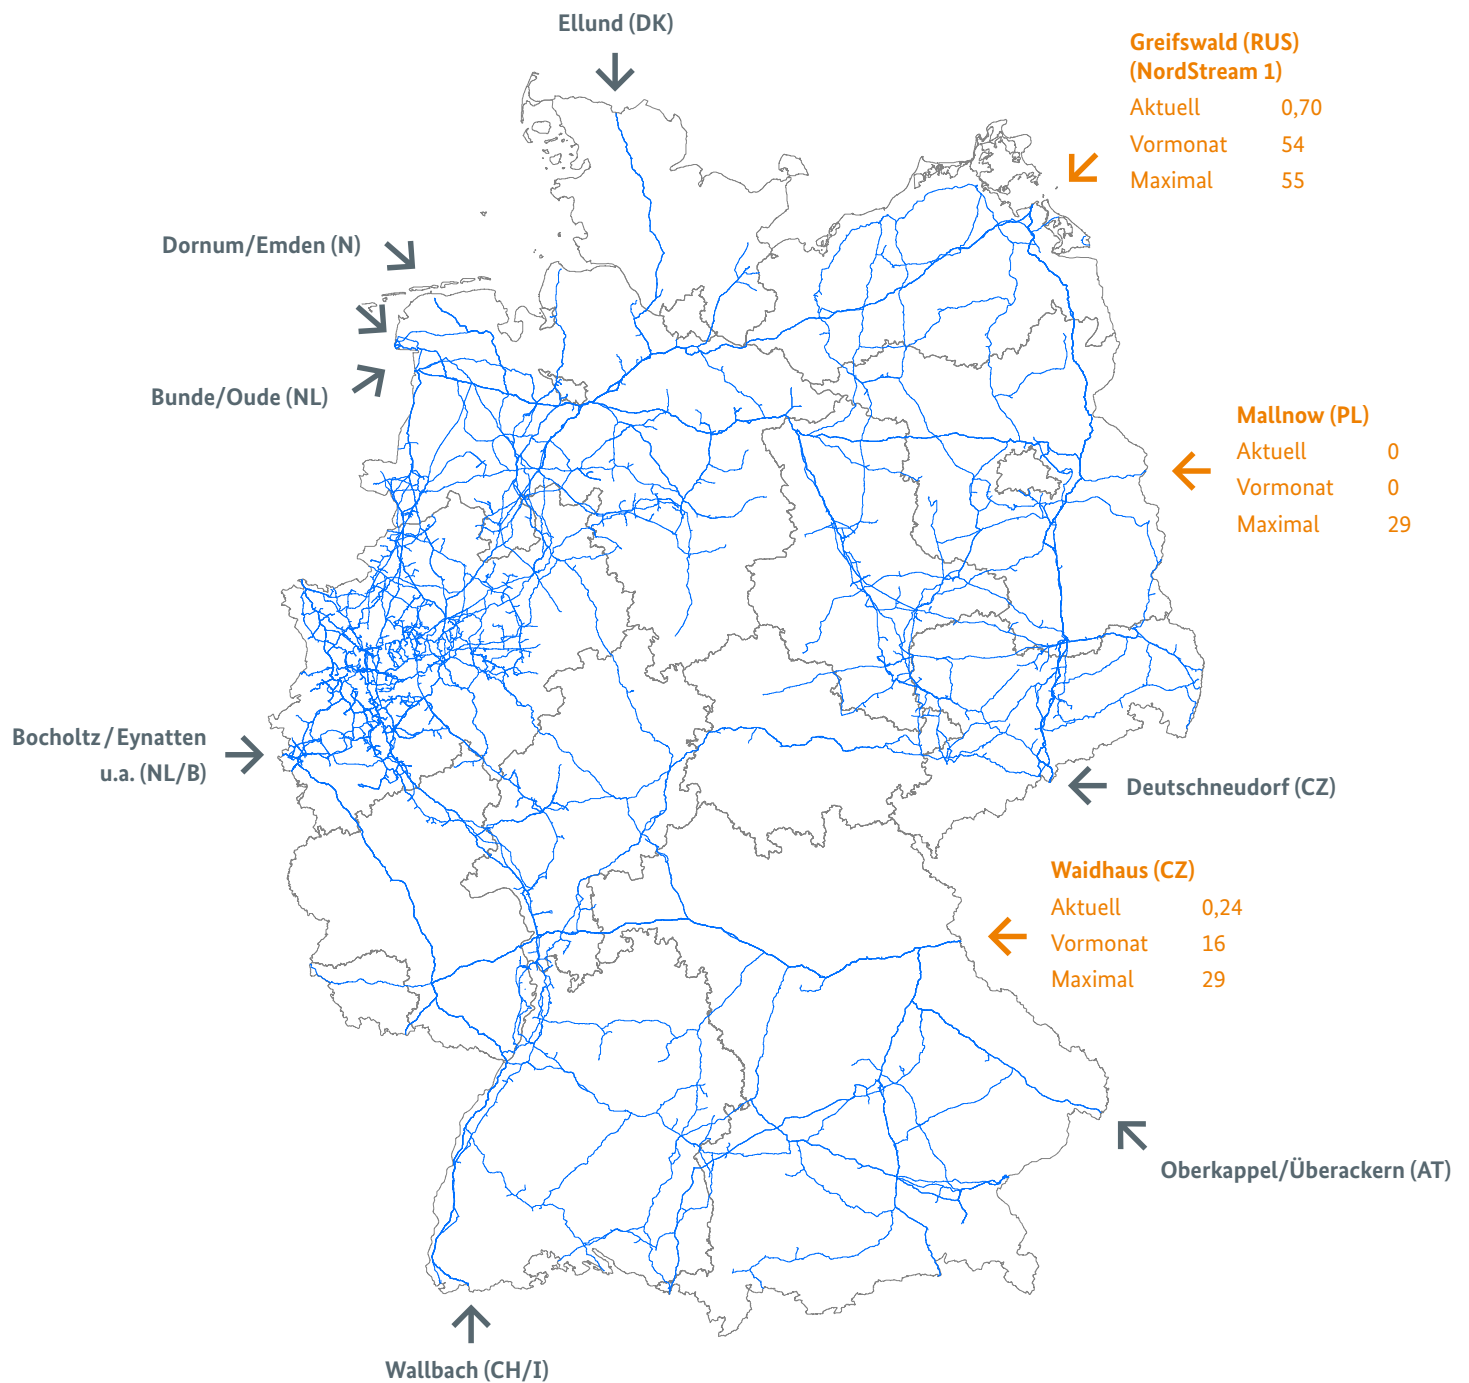 Ellund (DK)
Greifswald (RUS)
(NordStream 1)
Aktuell 0,70
Vormonat 54
Maximal 55
Dornum/Emden (N)
Bunde/Oude (NL)
Mallnow (PL)
Aktuell 0
Vormonat 0
Maximal 29
Bocholtz / Eynatten
u.a. (NL/B)
Deutschneudorf (CZ)
Waidhaus (CZ)
Aktuell 0,24
Vormonat 16
Maximal 29
Oberkappel/Überackern (AT)
Wallbach (CH/I)